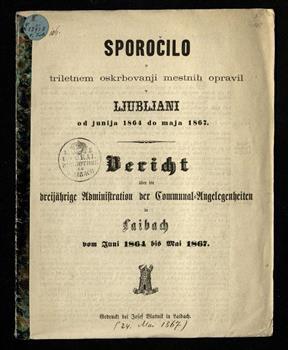 SPOROČILO
o
triletnem oskrbovanji mestnih opravil
v
LJUBLJANI
od junija 1864 do maja 1867.
Bericht
über die
dreijährige Administration der Communal-Angelegenheiten
in
Laibach
vom Juni 1864 bis Mai 1867.
Gedruckt bei Josef Blasnik in Laibach.
(24. Mai 1867)